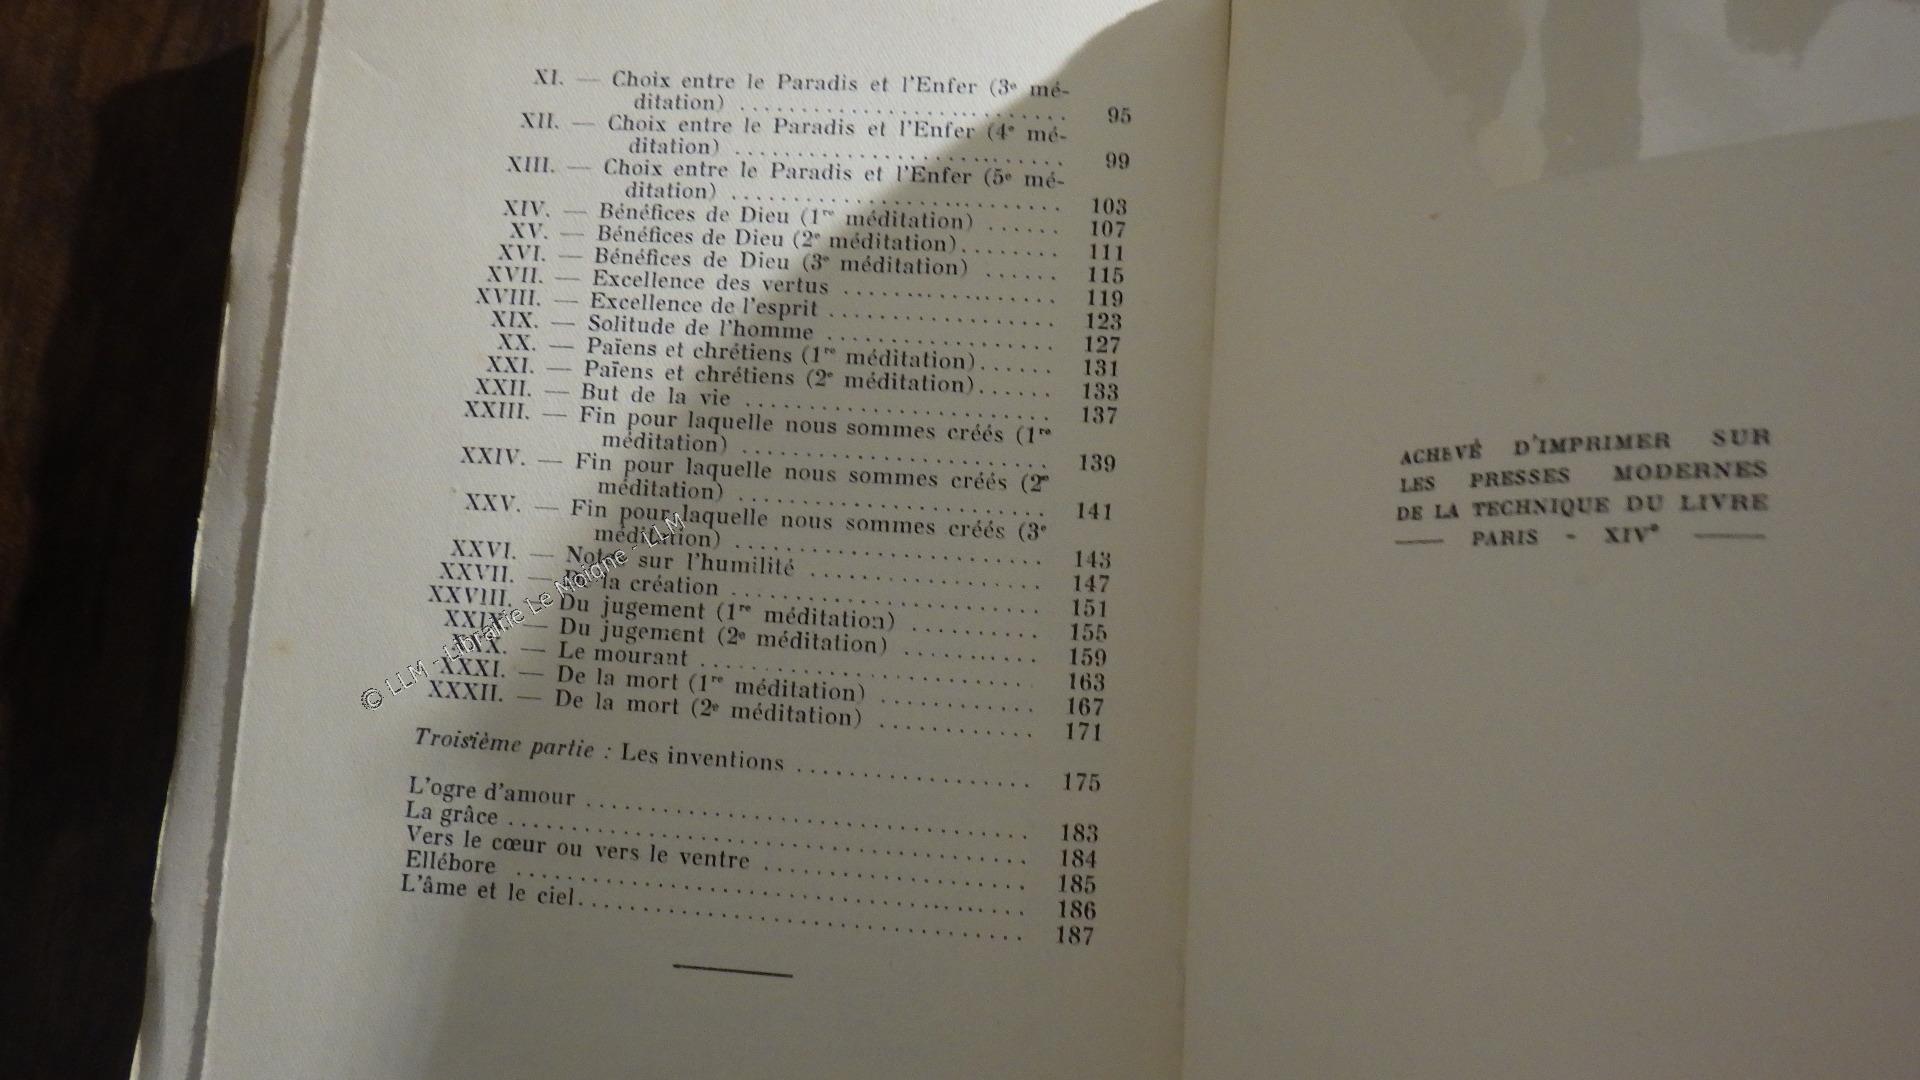 XI. — Choix entre le Paradis et l'Enfer (3e mé-
ditation) .......................... 95
XII. — Choix entre le Paradis et l'Enfer (4e mé-
ditation) .......................... 99
XIII. — Choix entre le Paradis et l'Enfer (5e mé-
ditation) .......................... 103
XIV. — Bénéfices de Dieu (1re méditation) ...... 107
XV. — Bénéfices de Dieu (2e méditation)........ 111
XVI. — Bénéfices de Dieu (3e méditation) ...... 115
XVII. — Excellence des vertus ................. 119
XVIII. — Excellence de l'esprit .................. 123
XIX. — Solitude de l'homme .................. 127
XX. — Païens et chrétiens (1re méditation)...... 131
XXI. — Païens et chrétiens (2e méditation)...... 133
XXII. — But de la vie ........................ 137
XXIII. — Fin pour laquelle nous sommes créés (1re
méditation) ........................ 139
XXIV. — Fin pour laquelle nous sommes créés (2e
méditation) ........................ 141
XXV. — Fin pour laquelle nous sommes créés (3e
méditation) ........................ 143
XXVI. — Notes sur l'humilité ................... 147
XXVII. — De la création ........................ 151
XXVIII. — Du jugement (1re méditation) .......... 155
XXIX. — Du jugement (2e méditation) ........... 159
XXX. — Le mourant .......................... 163
XXXI. — De la mort (1re méditation) ............ 167
XXXII. — De la mort (2e méditation) ............ 171
Troisième partie : Les inventions ................... 175
L'ogre d'amour .................................. 183
La grâce ........................................ 184
Vers le cœur ou vers le ventre ..................... 185
Ellébore ........................................ 186
L'âme et le ciel................................... 187
ACHEVÉ D'IMPRIMER SUR
LES PRESSES MODERNES
DE LA TECHNIQUE DU LIVRE
— PARIS - XIVe —
© LLM - Librairie Le Moigne - LLM